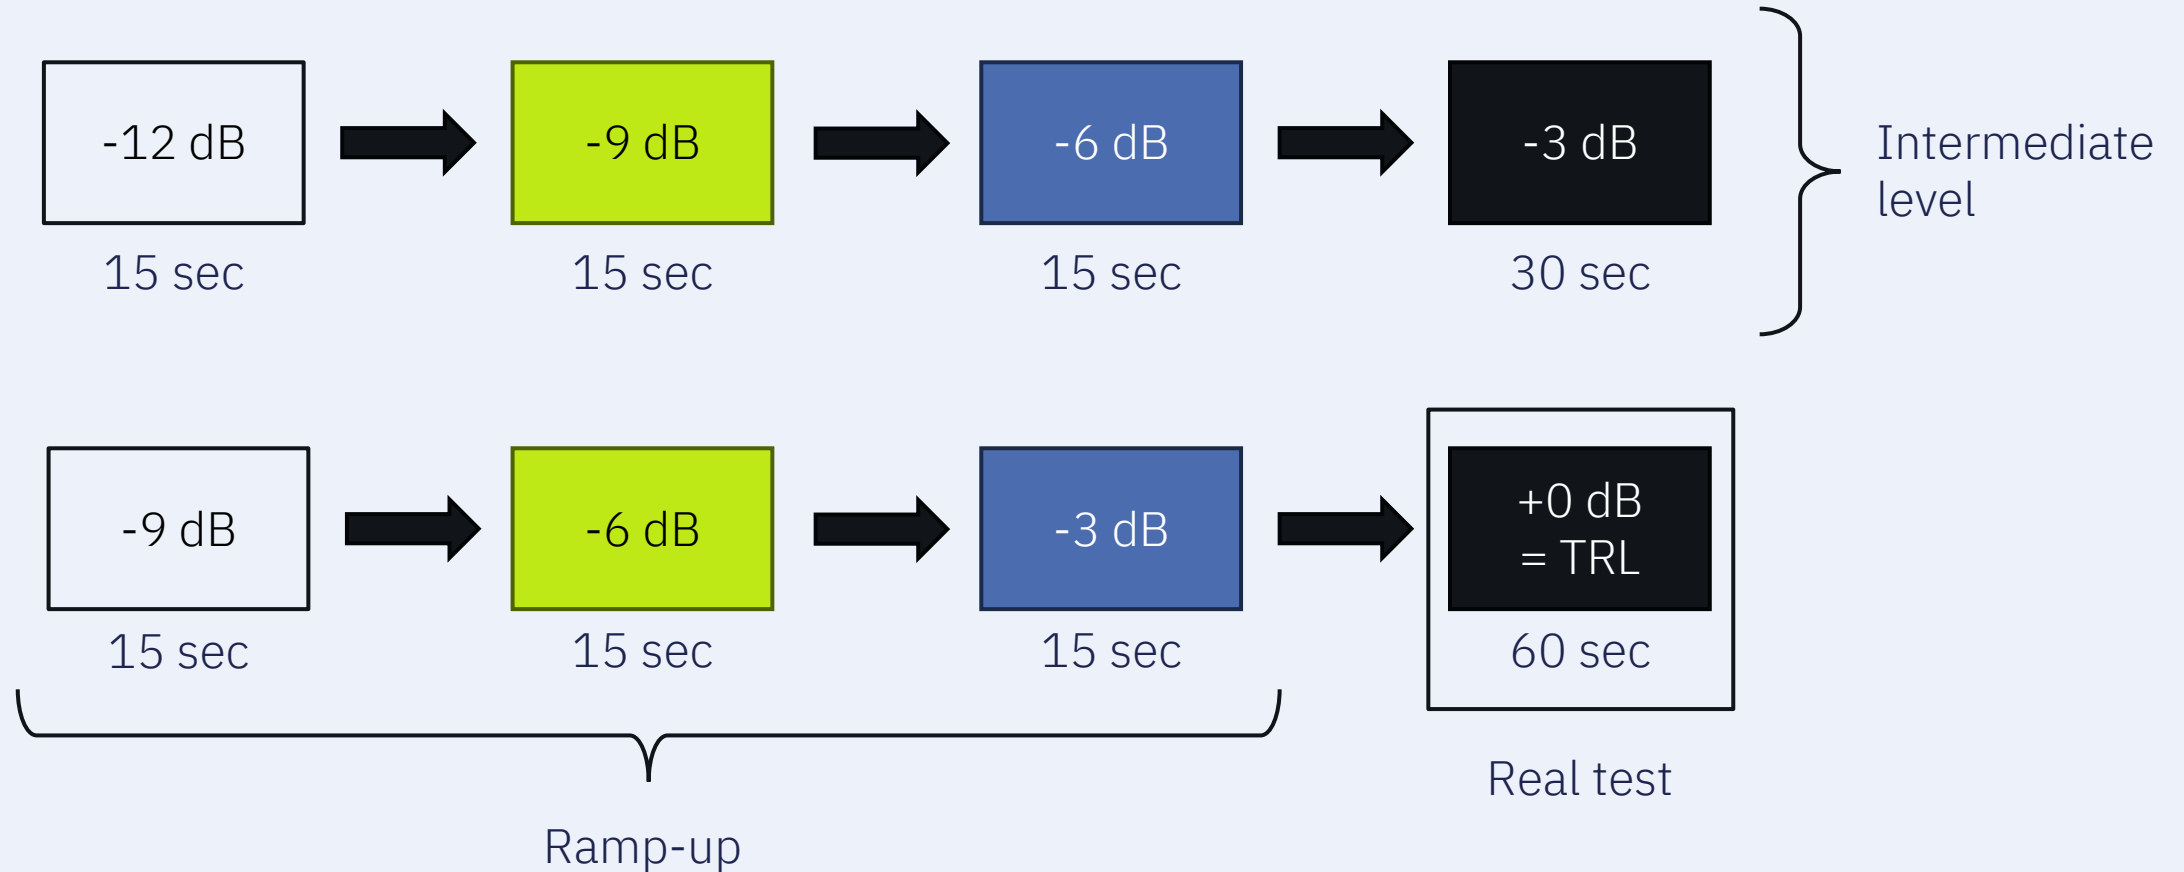 -12 dB
-9 dB
-6 dB
-3 dB
15 sec
15 sec
15 sec
30 sec
Intermediate
level
-9 dB
-6 dB
-3 dB
+0 dB
= TRL
15 sec
15 sec
15 sec
60 sec
Ramp-up
Real test